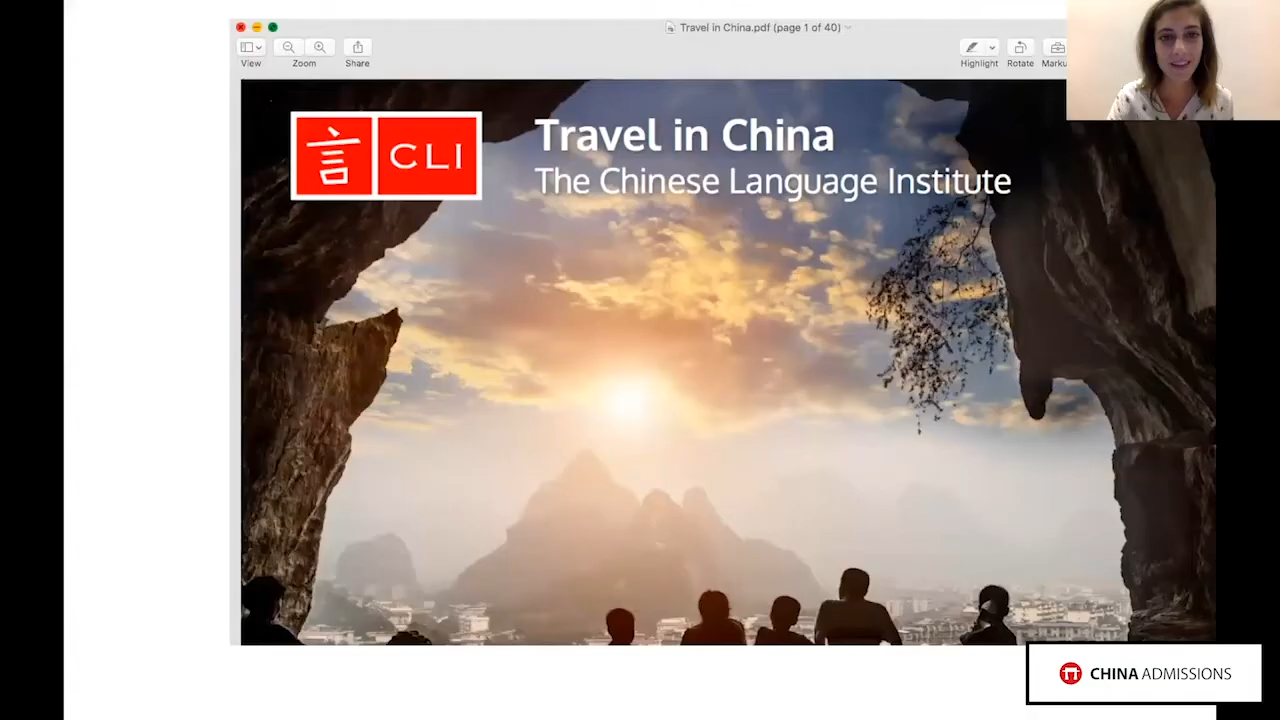 Travel in China.pdf (page 1 of 40)
View
Zoom
Share
Highlight
Rotate
言 CLI
Travel in China
The Chinese Language Institute
CHINA ADMISSIONS